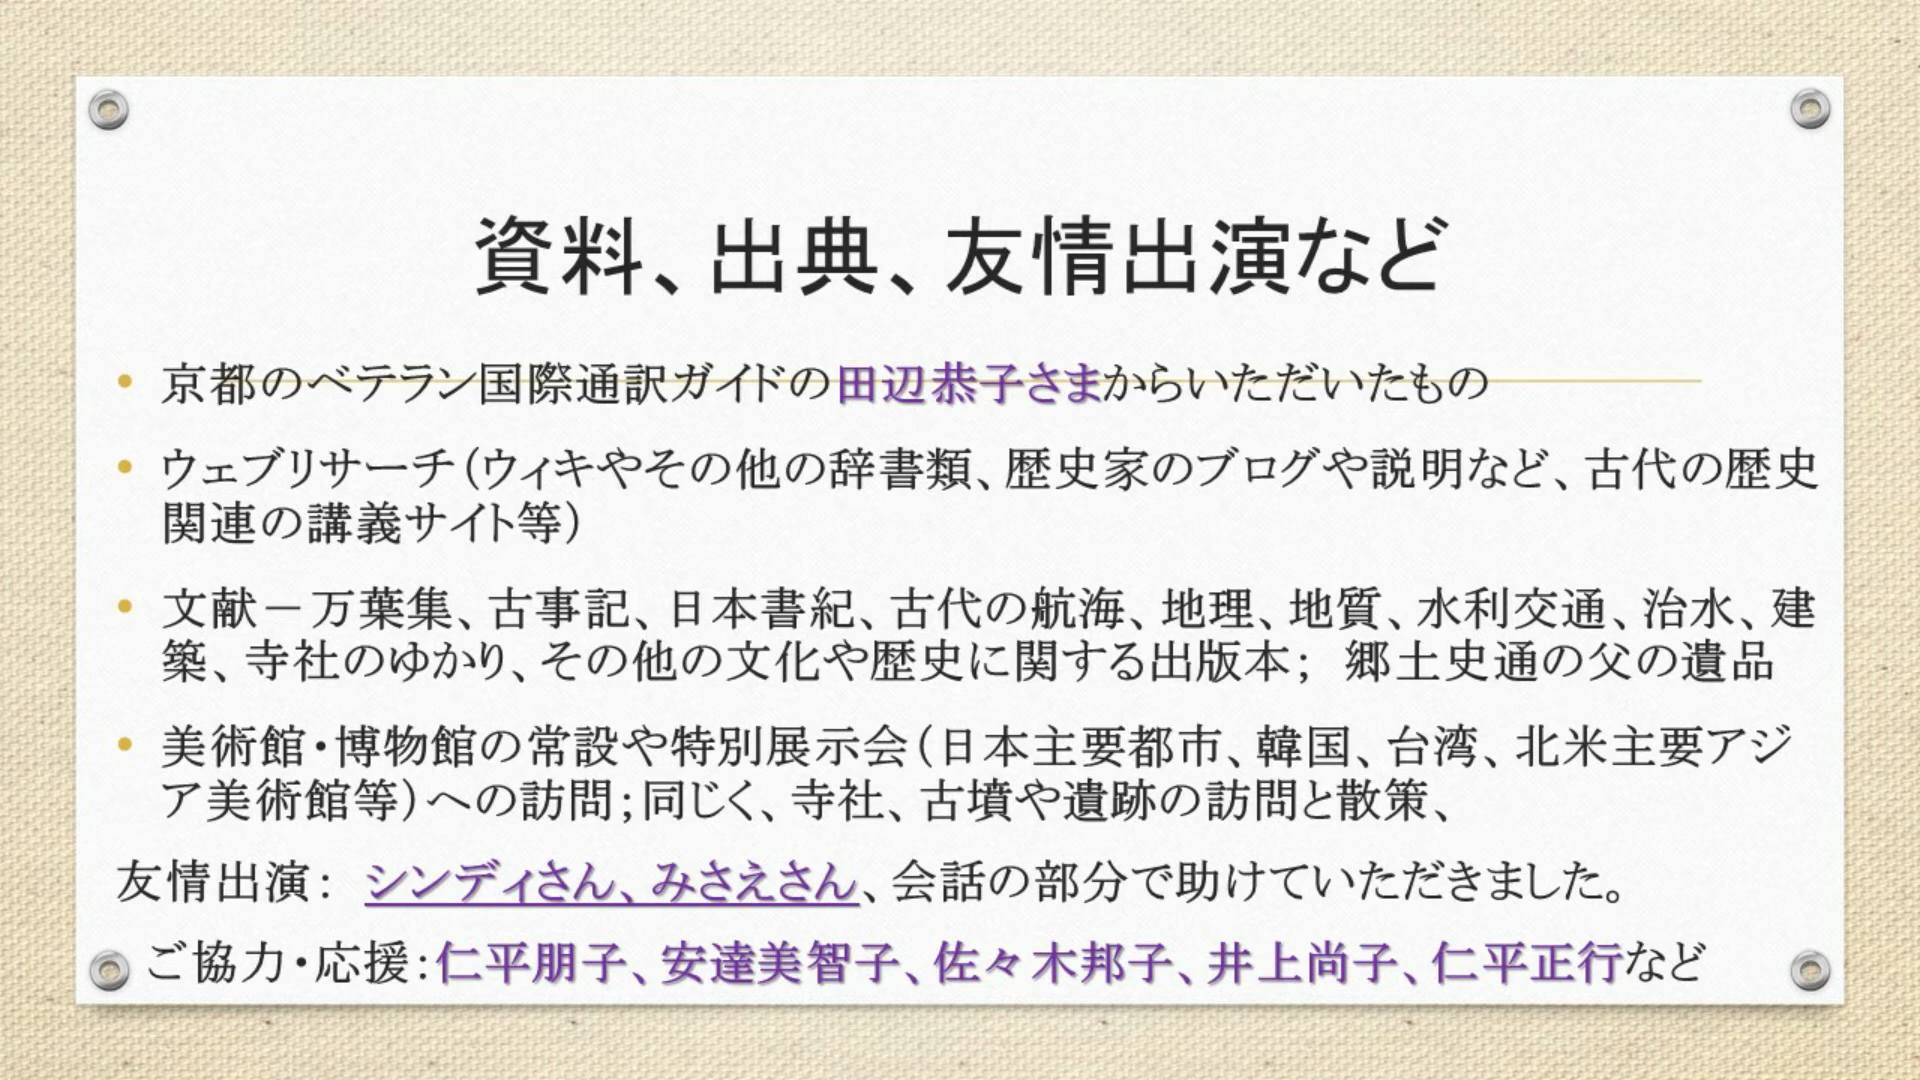 資料、出典、友情出演など
• 京都のベテラン国際通訳ガイドの田辺恭子さまからいただいたもの
• ウェブリサーチ(ウィキやその他の辞書類、歴史家のブログや説明など、古代の歴史
関連の講義サイト等)
• 文献－万葉集、古事記、日本書紀、古代の航海、地理、地質、水利交通、治水、建
築、寺社のゆかり、その他の文化や歴史に関する出版本; 郷土史通の父の遺品
• 美術館・博物館の常設や特別展示会(日本主要都市、韓国、台湾、北米主要アジ
ア美術館等)への訪問;同じく、寺社、古墳や遺跡の訪問と散策、
友情出演: シンディさん、みさえさん、会話の部分で助けていただきました。
ご協力・応援:仁平朋子、安達美智子、佐々木邦子、井上尚子、仁平正行など